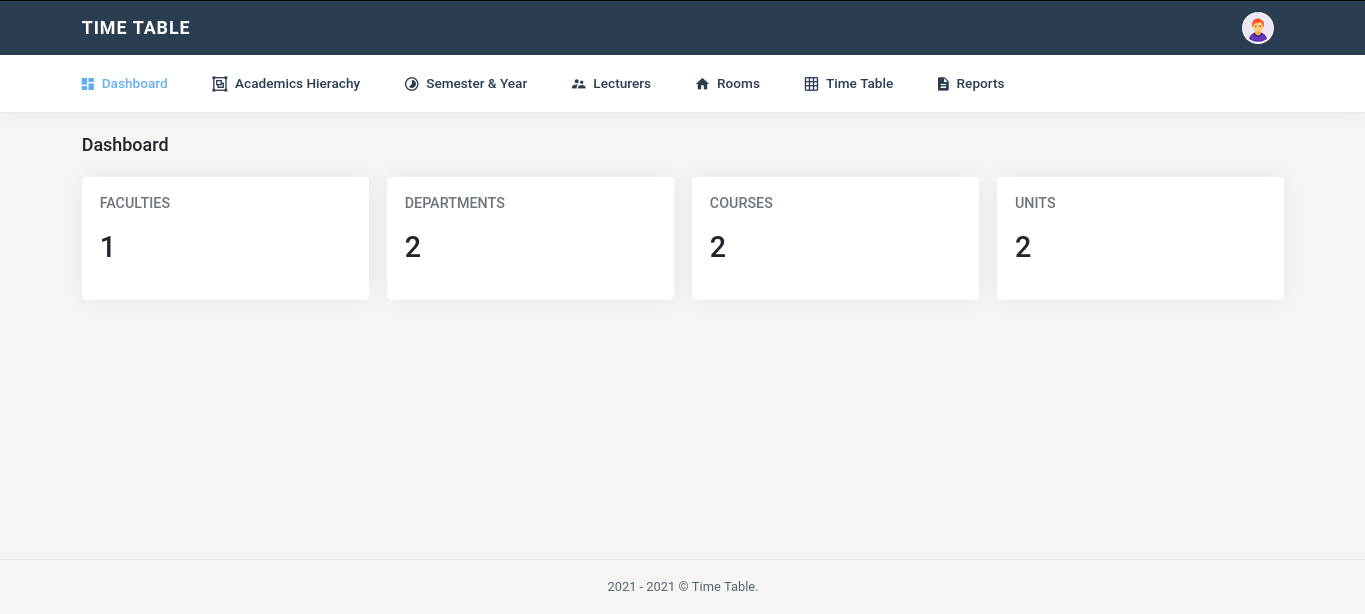 TIME TABLE
Dashboard Academics Hierachy Semester & Year Lecturers Rooms Time Table Reports
Dashboard
FACULTIES DEPARTMENTS COURSES UNITS
1 2 2 2
2021 - 2021 © Time Table.